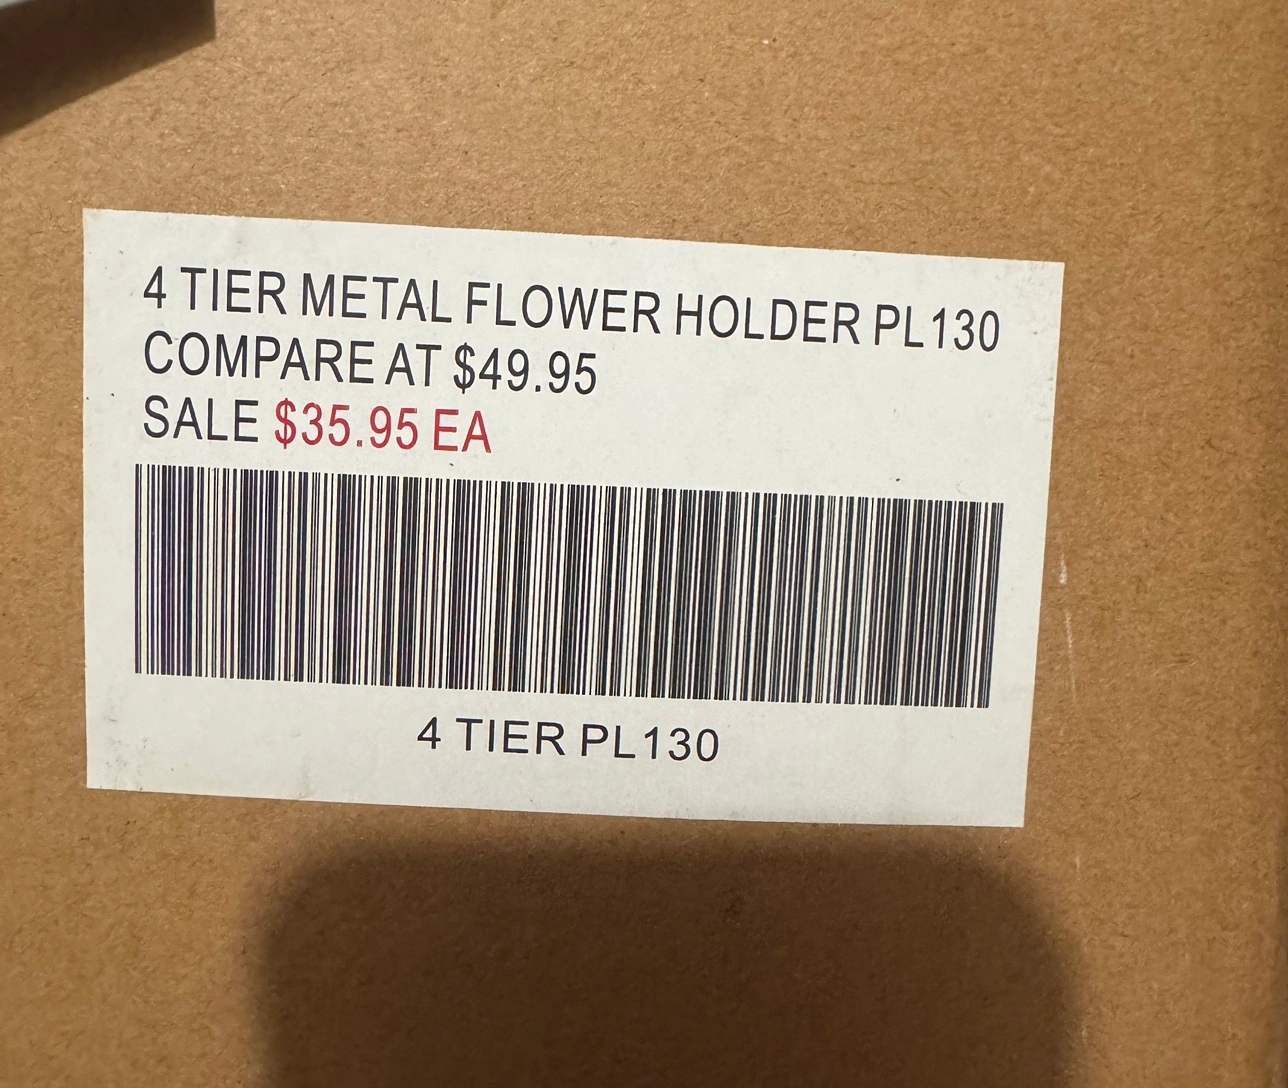 4 TIER METAL FLOWER HOLDER PL130
COMPARE AT $49.95
SALE $35.95 EA
4 TIER PL130